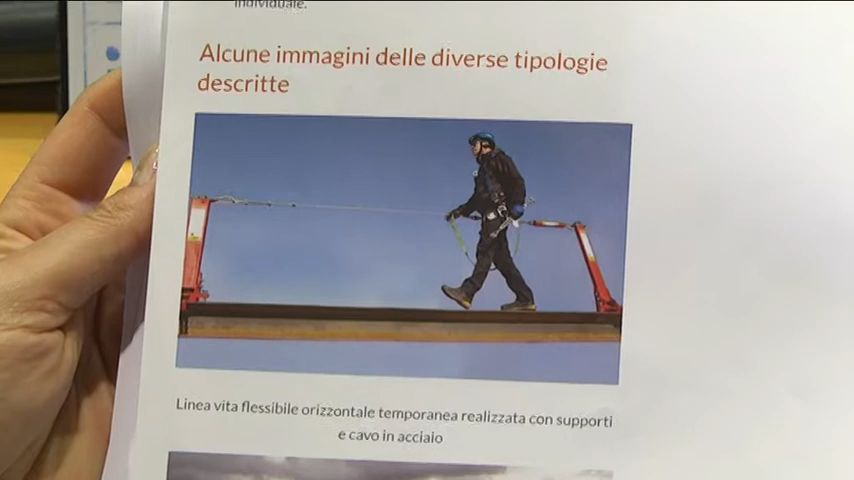 individuale.
Alcune immagini delle diverse tipologie
descritte
Linea vita flessibile orizzontale temporanea realizzata con supporti
e cavo in acciaio